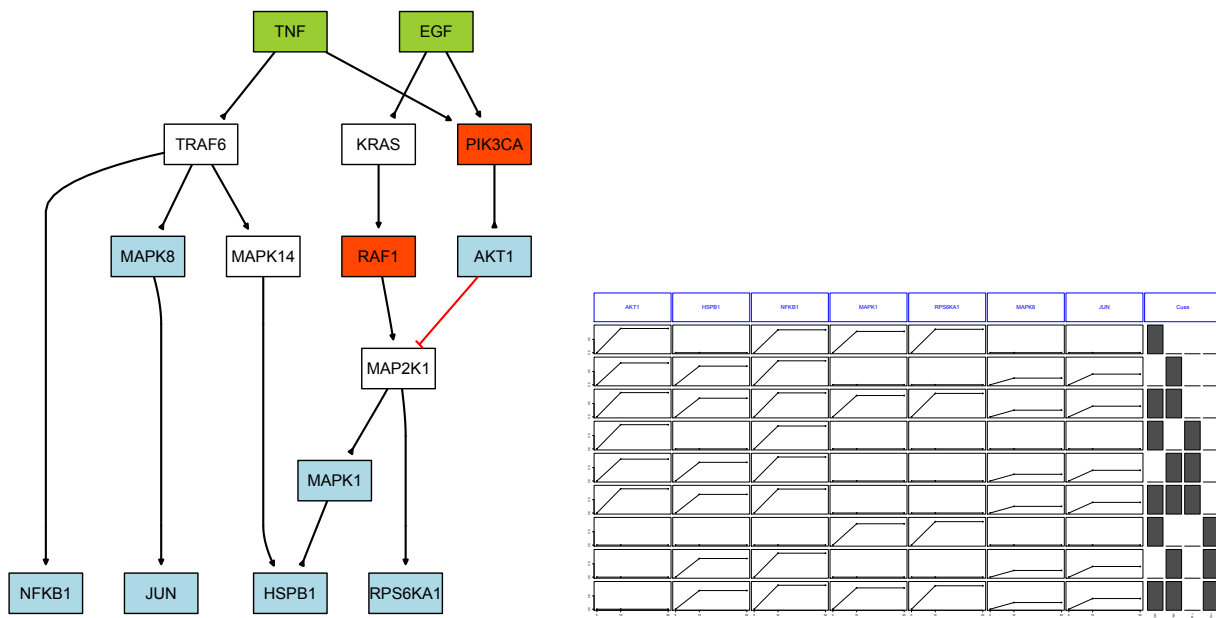 TNF
EGF
TRAF6
KRAS
PIK3CA
MAPK8
MAPK14
RAF1
AKT1
MAP2K1
MAPK1
NFKB1
JUN
HSPB1
RPS6KA1
AKT1 HSPB1 NFKB1 MAPK1 RPS6KA1 MAPK8 JUN Cues